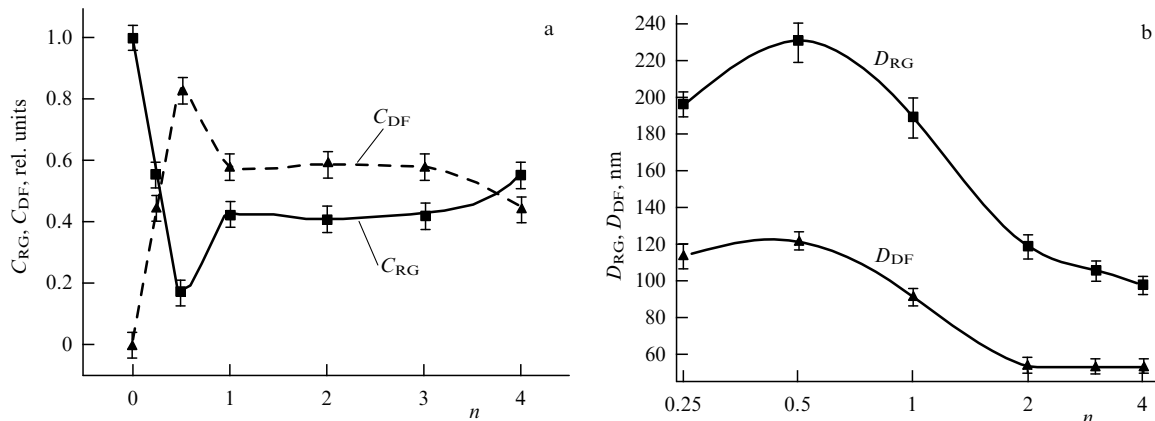 a
1.0
0.8
0.6
0.4
0.2
0
C_RG, C_DF, rel. units
C_DF
C_RG
0 1 2 3 4
n
b
240
220
200
180
160
140
120
100
80
60
D_RG, D_DF, nm
D_RG
D_DF
0.25 0.5 1 2 4
n